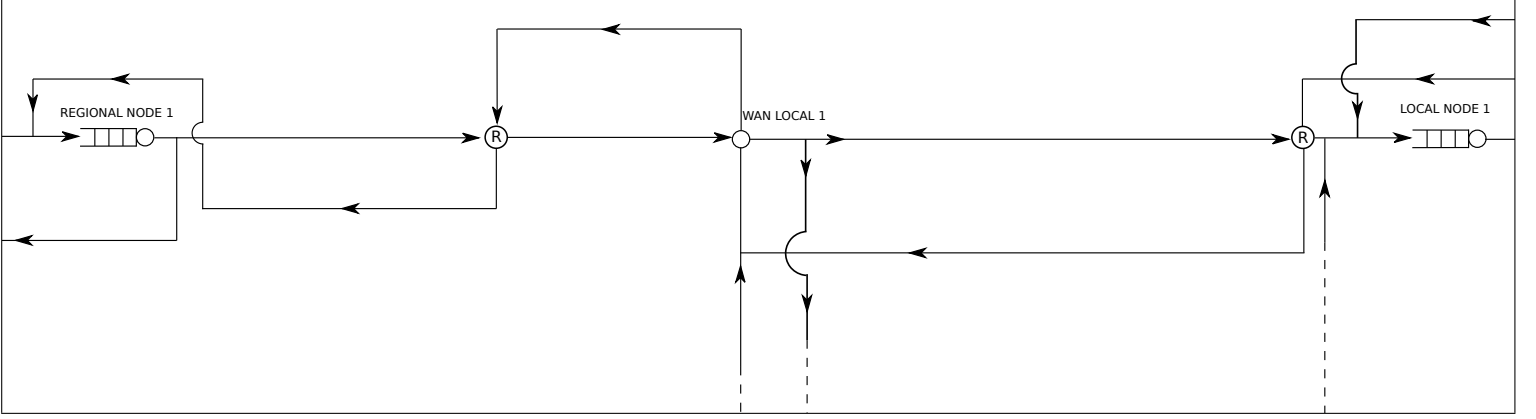 REGIONAL NODE 1
R
WAN LOCAL 1
R
LOCAL NODE 1